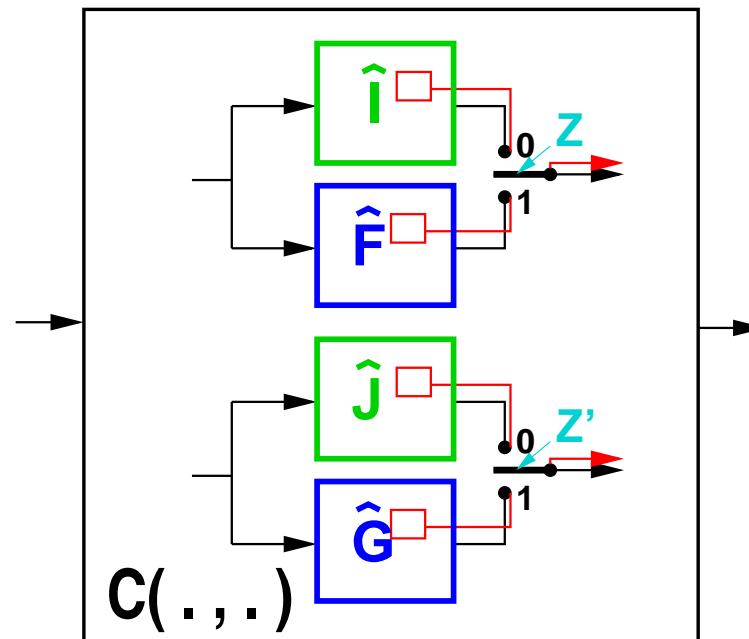 Î
Z
0
F̂
1
Ĵ
Z’
0
Ĝ
1
C( . , . )